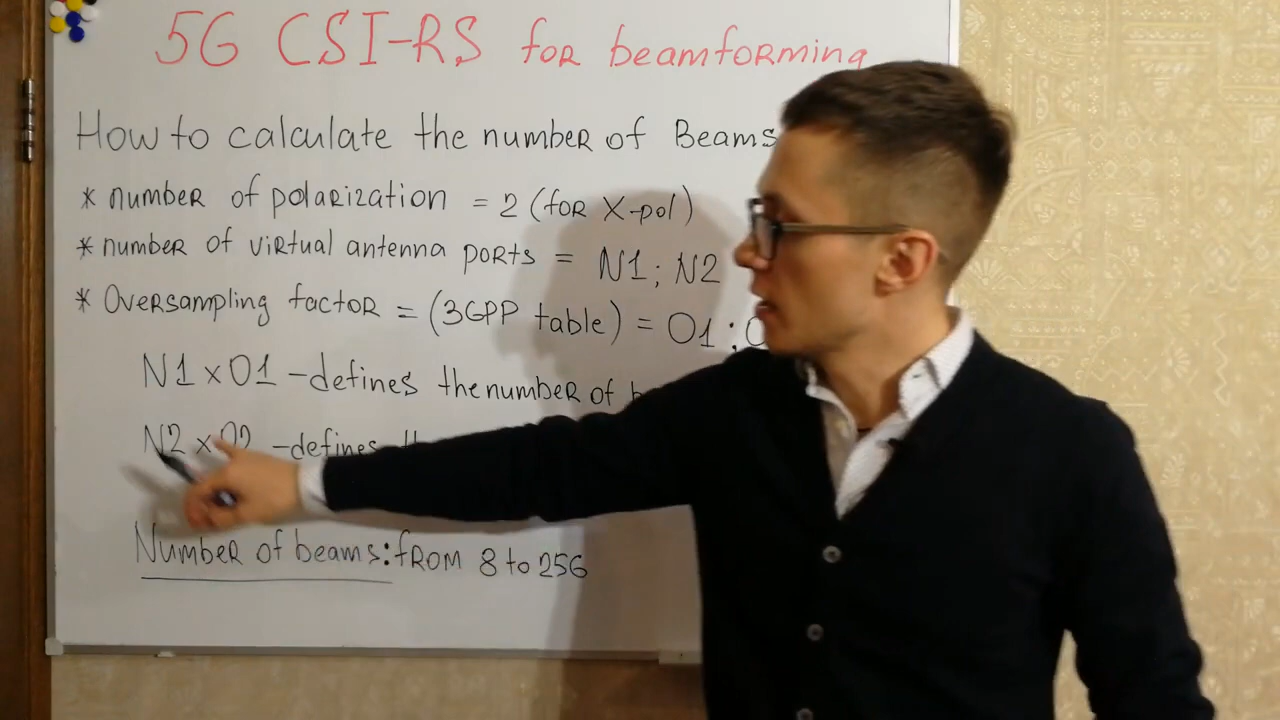 5G CSI-RS for beamforming
How to calculate the number of Beams
* number of polarization = 2 (for X-pol)
* number of virtual antenna ports = N1; N2
* Oversampling factor = (3GPP table) = O1;
N1 x O1 - defines the number of
N2 x O2 - defines
Number of beams: from 8 to 256